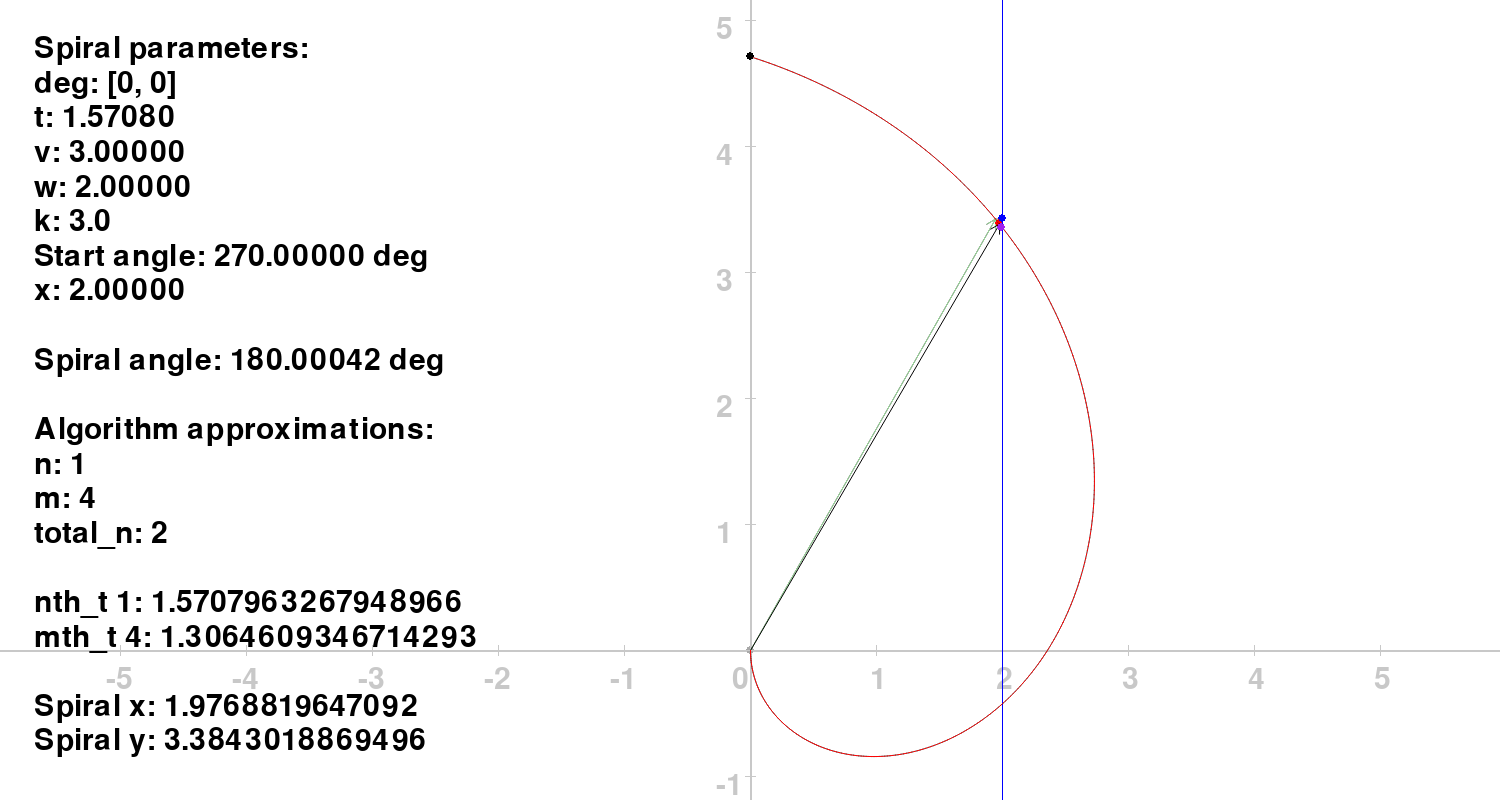 Spiral parameters:
deg: [0, 0]
t: 1.57080
v: 3.00000
w: 2.00000
k: 3.0
Start angle: 270.00000 deg
x: 2.00000
Spiral angle: 180.00042 deg
Algorithm approximations:
n: 1
m: 4
total_n: 2
nth_t 1: 1.5707963267948966
mth_t 4: 1.3064609346714293
Spiral x: 1.9768819647092
Spiral y: 3.3843018869496
5
4
3
2
1
-5 -4 -3 -2 -1 0 1 2 3 4 5
-1